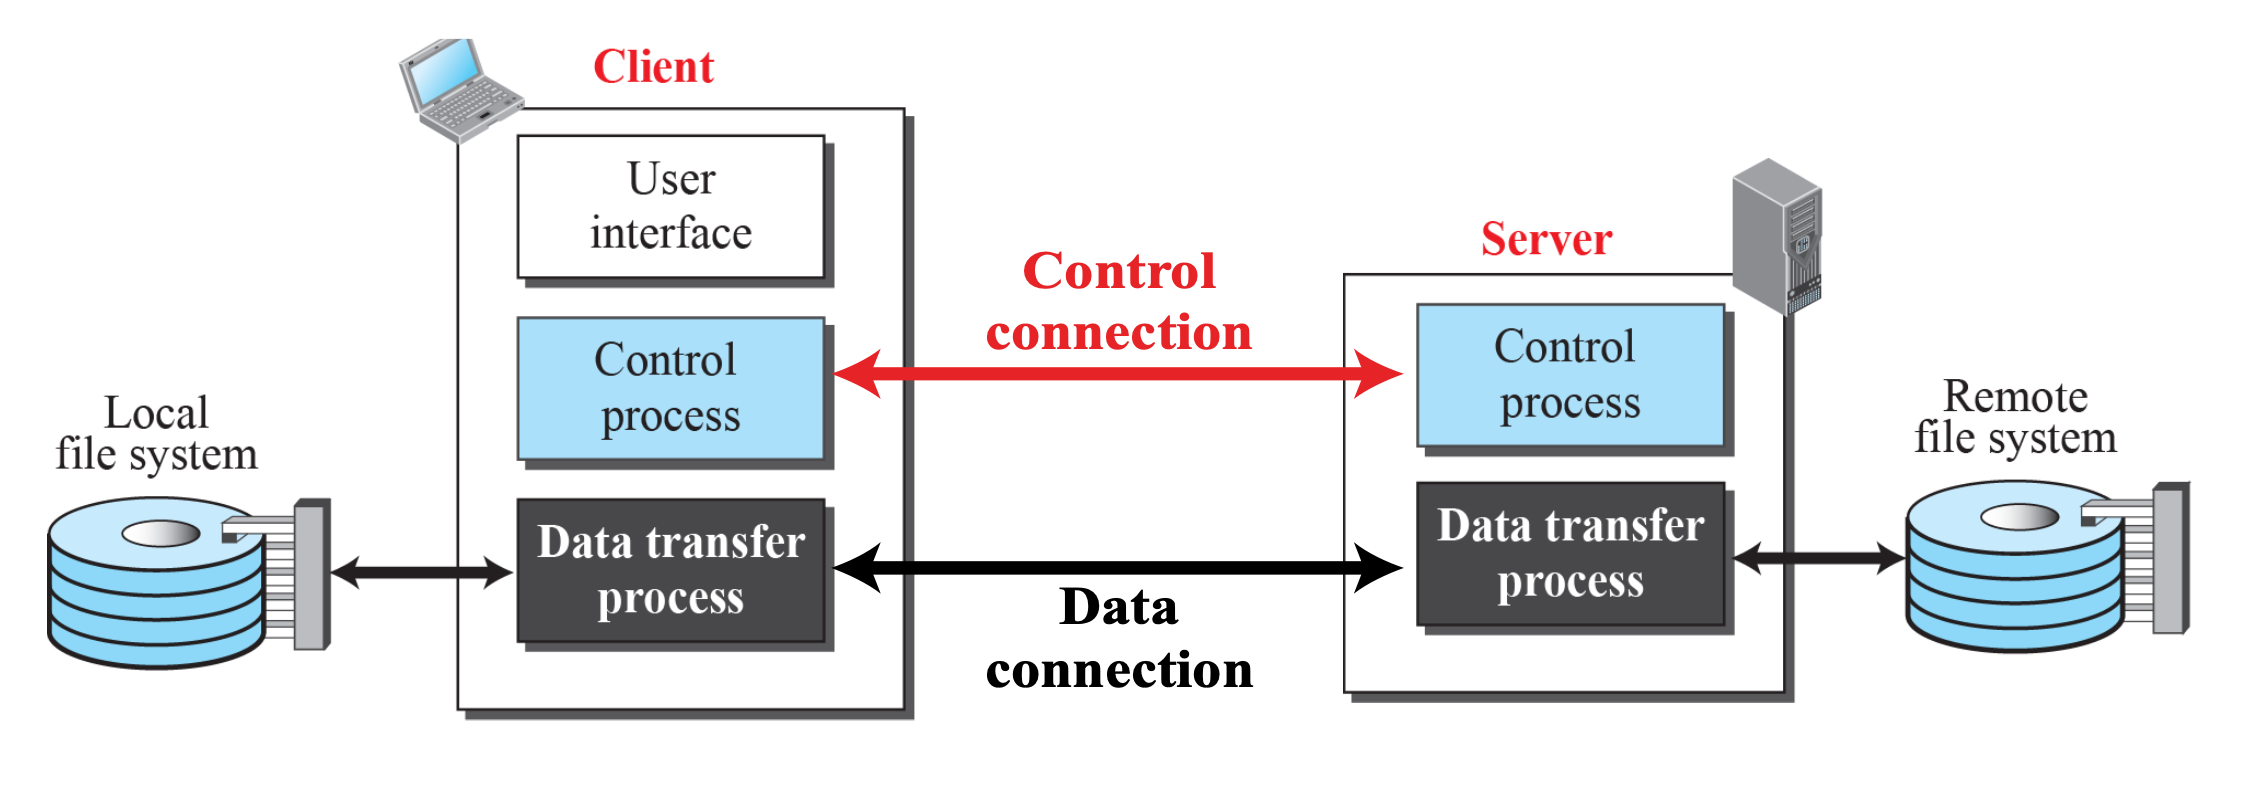 Client
User
interface
Control
process
Data transfer
process
Local
file system
Control
connection
Data
connection
Server
Control
process
Data transfer
process
Remote
file system